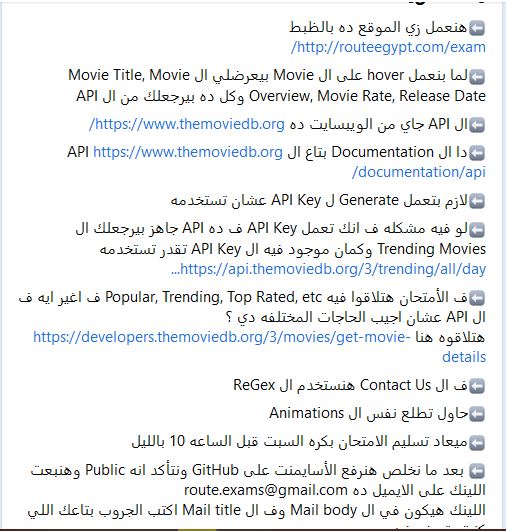 ⬅️هنعمل زي الموقع ده بالظبط
http://routeegypt.com/exam/
⬅️لما بنعمل hover على ال Movie بيعرضلي ال Movie Title, Movie
Overview, Movie Rate, Release Date وكل ده بيرجعلك من ال API
⬅️ال API جاي من الويبسايت ده https://www.themoviedb.org/
⬅️دا ال Documentation بتاع ال API https://www.themoviedb.org
/documentation/api
⬅️لازم بتعمل Generate ل API Key عشان تستخدمه
⬅️لو فيه مشكله ف انك تعمل API Key ف ده API جاهز بيرجعلك ال
Trending Movies وكمان موجود فيه ال API Key تقدر تستخدمه
https://api.themoviedb.org/3/trending/all/day...
⬅️ف الأمتحان هتلاقوا فيه Popular, Trending, Top Rated, etc ف اغير ايه ف
ال API عشان اجيب الحاجات المختلفه دي ؟
هتلاقوه هنا https://developers.themoviedb.org/3/movies/get-movie-
details
⬅️ف ال Contact Us هنستخدم ال ReGex
⬅️حاول تطلع نفس ال Animations
⬅️ميعاد تسليم الامتحان بكره السبت قبل الساعه 10 بالليل
⬅️ بعد ما نخلص هنرفع الأسايمنت على GitHub ونتأكد انه Public وهنبعت
اللينك على الايميل ده route.exams@gmail.com
اللينك هيكون في ال Mail body وف ال Mail title اكتب الجروب بتاعك اللي